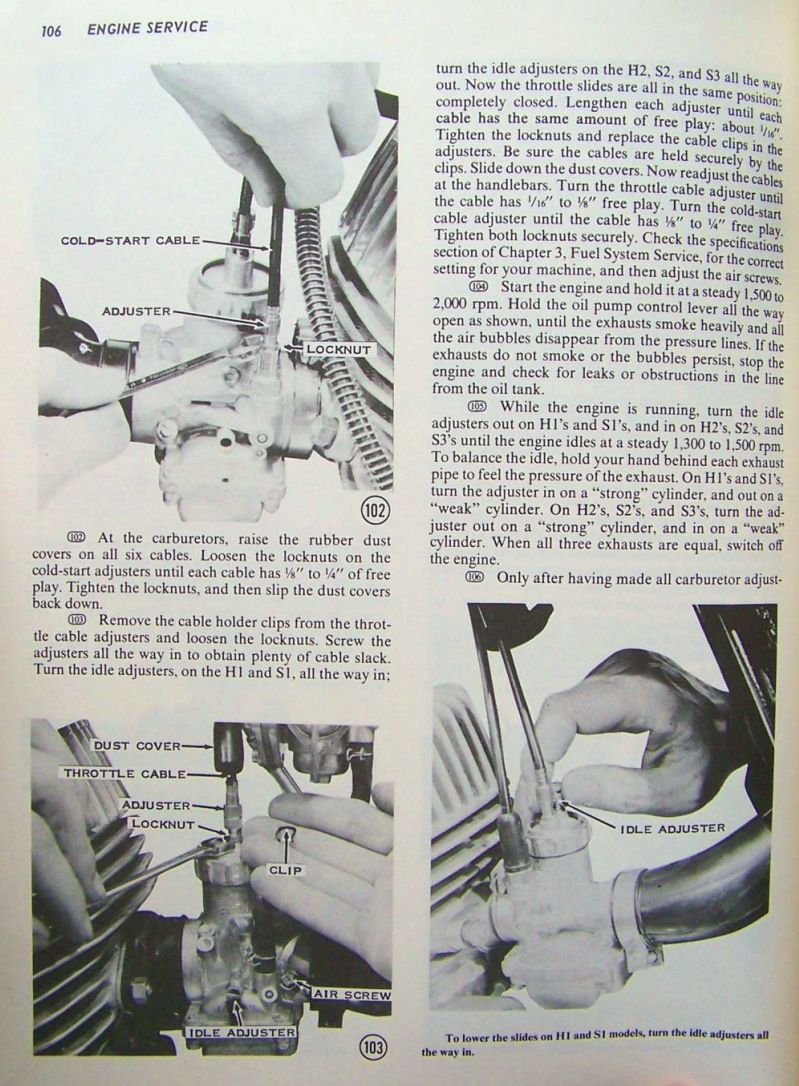 106 ENGINE SERVICE
COLD-START CABLE
ADJUSTER
LOCKNUT
102
(102) At the carburetors, raise the rubber dust
covers on all six cables. Loosen the locknuts on the
cold-start adjusters until each cable has 1/8″ to 1/4″ of free
play. Tighten the locknuts, and then slip the dust covers
back down.
(103) Remove the cable holder clips from the throt-
tle cable adjusters and loosen the locknuts. Screw the
adjusters all the way in to obtain plenty of cable slack.
Turn the idle adjusters, on the H1 and S1, all the way in;
DUST COVER
THROTTLE CABLE
ADJUSTER
LOCKNUT
CLIP
AIR SCREW
IDLE ADJUSTER
103
turn the idle adjusters on the H2, S2, and S3 all the way
out. Now the throttle slides are all in the same position:
completely closed. Lengthen each adjuster until each
cable has the same amount of free play: about 1/16″.
Tighten the locknuts and replace the cable clips in the
adjusters. Be sure the cables are held securely by the
clips. Slide down the dust covers. Now readjust the cables
at the handlebars. Turn the throttle cable adjuster until
the cable has 1/16″ to 1/8″ free play. Turn the cold-start
cable adjuster until the cable has 1/8″ to 1/4″ free play.
Tighten both locknuts securely. Check the specifications
section of Chapter 3, Fuel System Service, for the correct
setting for your machine, and then adjust the air screws.
(104) Start the engine and hold it at a steady 1,500 to
2,000 rpm. Hold the oil pump control lever all the way
open as shown, until the exhausts smoke heavily and all
the air bubbles disappear from the pressure lines. If the
exhausts do not smoke or the bubbles persist, stop the
engine and check for leaks or obstructions in the line
from the oil tank.
(105) While the engine is running, turn the idle
adjusters out on H1's and S1's, and in on H2's, S2's, and
S3's until the engine idles at a steady 1,300 to 1,500 rpm.
To balance the idle, hold your hand behind each exhaust
pipe to feel the pressure of the exhaust. On H1's and S1's,
turn the adjuster in on a “strong” cylinder, and out on a
“weak” cylinder. On H2's, S2's, and S3's, turn the ad-
juster out on a “strong” cylinder, and in on a “weak”
cylinder. When all three exhausts are equal, switch off
the engine.
(106) Only after having made all carburetor adjust-
IDLE ADJUSTER
To lower the slides on H1 and S1 models, turn the idle adjusters all
the way in.